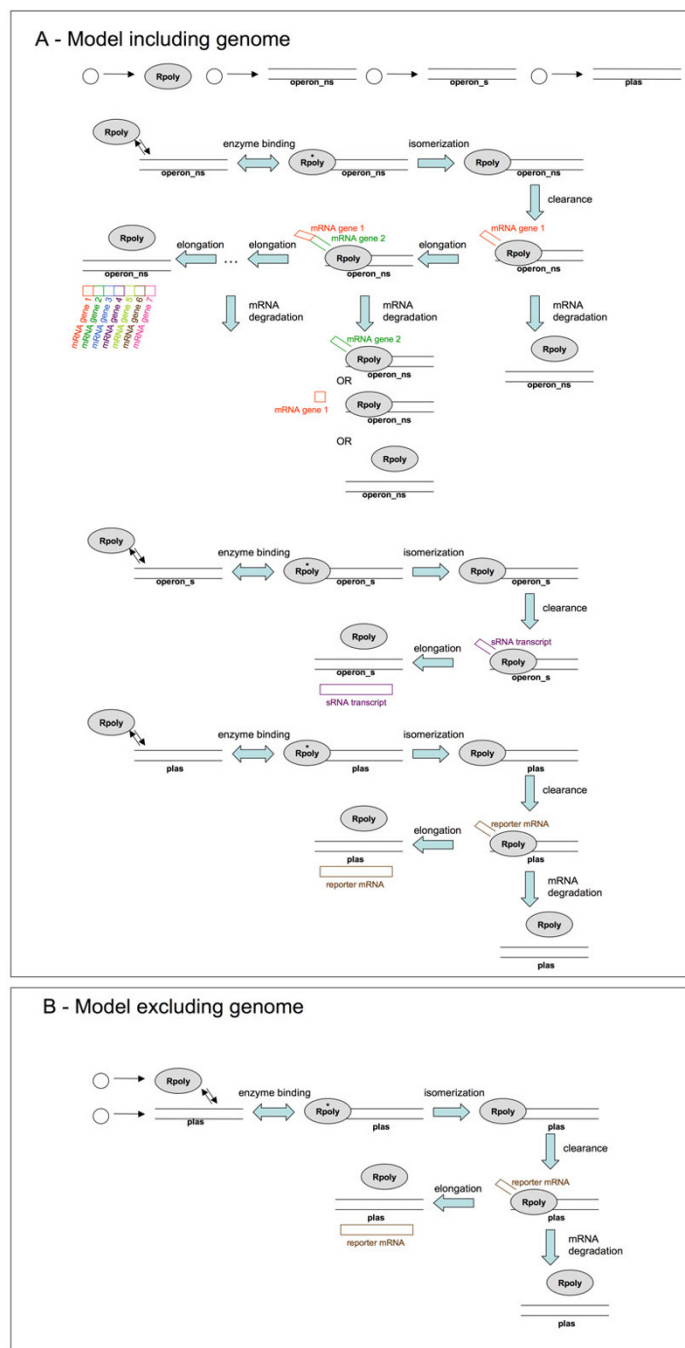 A - Model including genome
Rpoly
operon_ns
operon_s
plas
Rpoly
enzyme binding
isomerization
operon_ns
*
Rpoly
operon_ns
Rpoly
operon_ns
clearance
mRNA gene 1
mRNA gene 2
mRNA gene 1
Rpoly
elongation
elongation
elongation
Rpoly
Rpoly
operon_ns
...
operon_ns
operon_ns
mRNA gene 1
mRNA gene 2
mRNA gene 3
mRNA gene 4
mRNA gene 5
mRNA gene 6
mRNA gene 7
mRNA
degradation
mRNA
degradation
mRNA
degradation
mRNA gene 2
Rpoly
operon_ns
Rpoly
operon_ns
OR
mRNA gene 1
Rpoly
operon_ns
OR
Rpoly
operon_ns
Rpoly
enzyme binding
isomerization
operon_s
*
Rpoly
operon_s
Rpoly
operon_s
clearance
Rpoly
elongation
sRNA transcript
Rpoly
operon_s
operon_s
sRNA transcript
Rpoly
enzyme binding
isomerization
plas
*
Rpoly
plas
Rpoly
plas
clearance
Rpoly
elongation
reporter mRNA
Rpoly
plas
plas
reporter mRNA
mRNA
degradation
Rpoly
plas
B - Model excluding genome
Rpoly
enzyme binding
isomerization
plas
*
Rpoly
plas
Rpoly
plas
clearance
Rpoly
elongation
reporter mRNA
Rpoly
plas
plas
reporter mRNA
mRNA
degradation
Rpoly
plas